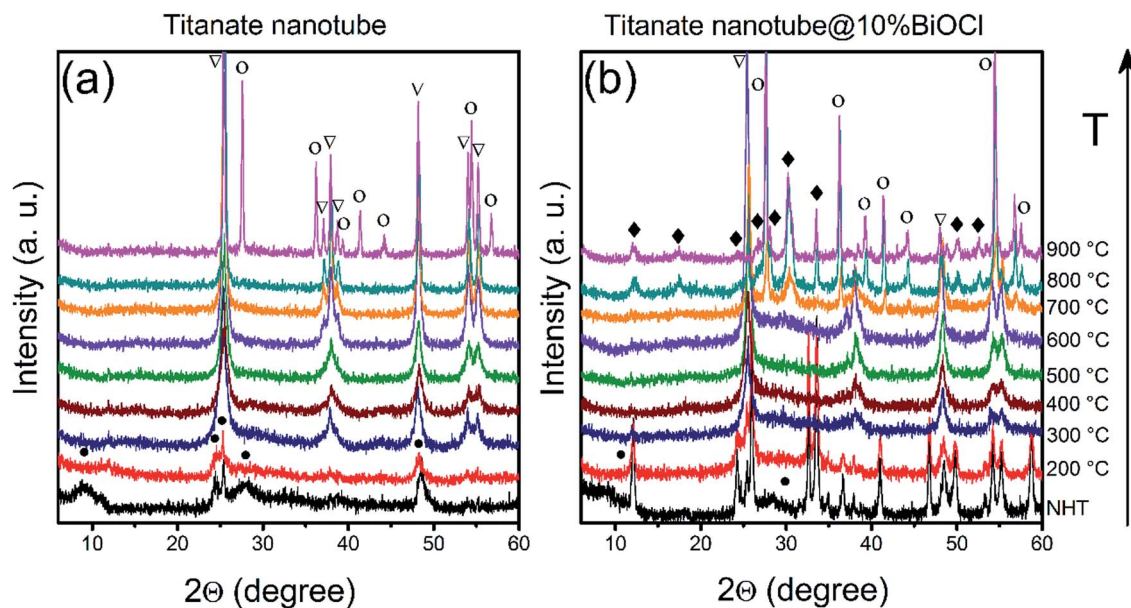 Titanate nanotube
Titanate nanotube@10%BiOCl
(a)
(b)
Intensity (a. u.)
Intensity (a. u.)
T
900 °C
800 °C
700 °C
600 °C
500 °C
400 °C
300 °C
200 °C
NHT
10 20 30 40 50 60
10 20 30 40 50 60
2Θ (degree)
2Θ (degree)